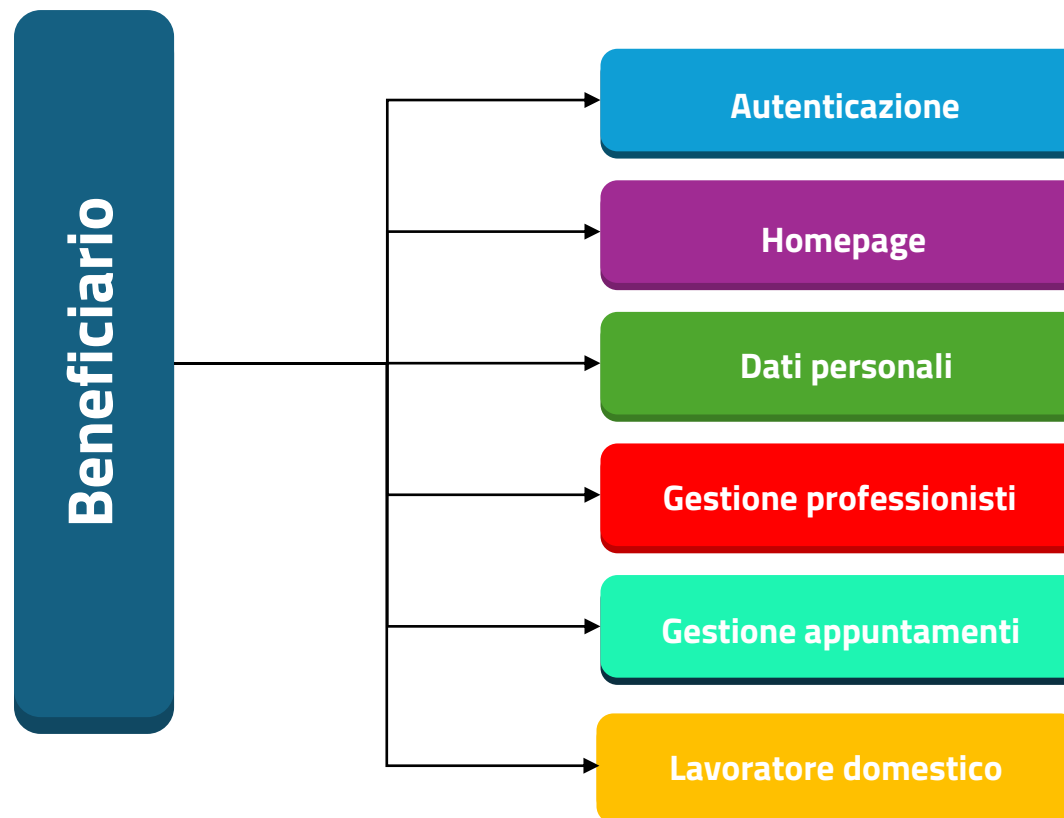 Beneficiario
Autenticazione
Homepage
Dati personali
Gestione professionisti
Gestione appuntamenti
Lavoratore domestico